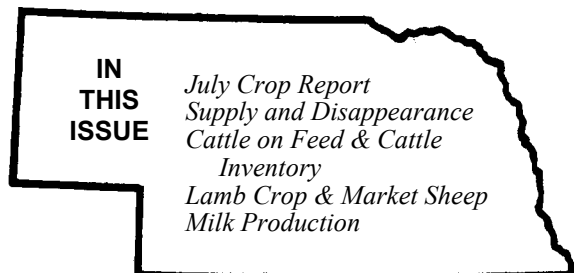 IN
THIS
ISSUE
July Crop Report
Supply and Disappearance
Cattle on Feed & Cattle
Inventory
Lamb Crop & Market Sheep
Milk Production